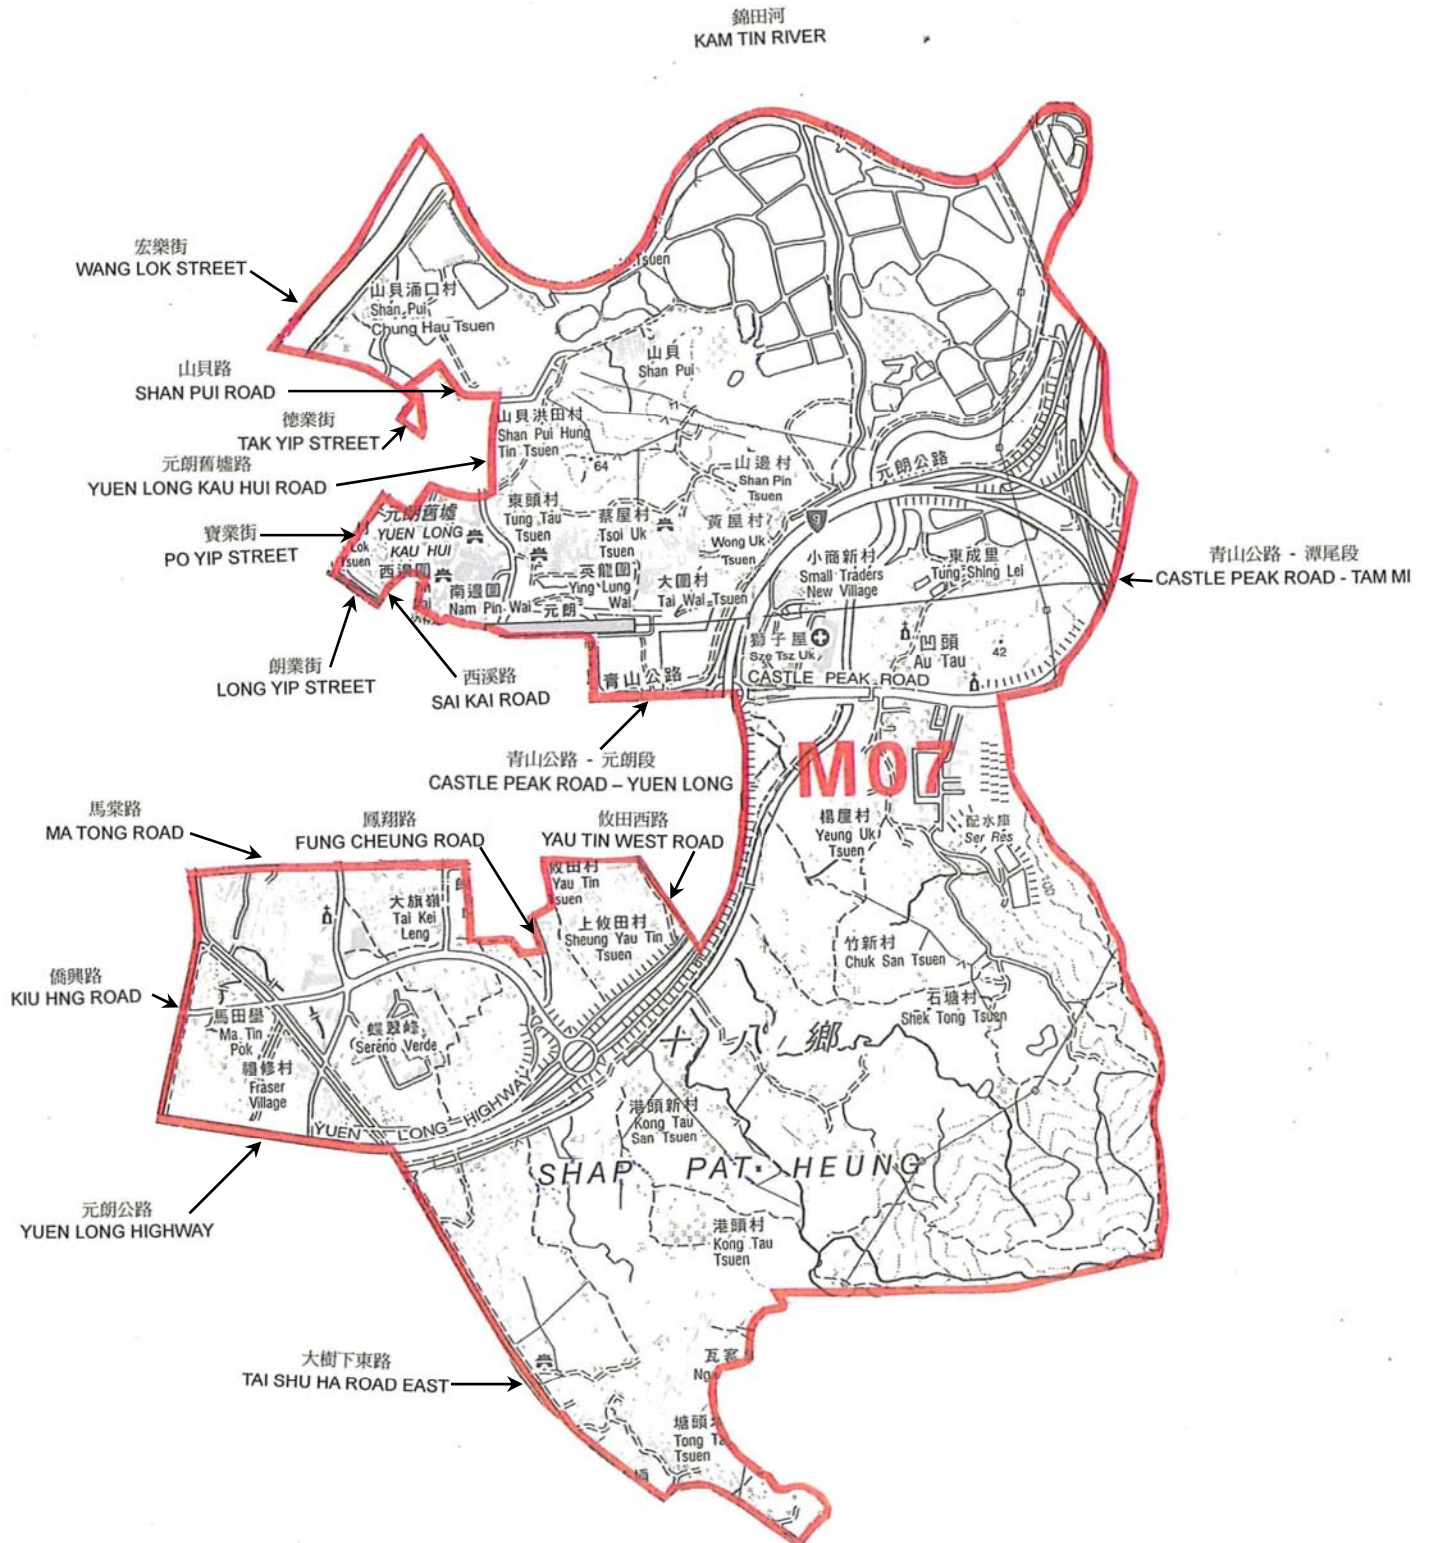 錦田河
KAM TIN RIVER
宏樂街
WANG LOK STREET
Tsuen
山貝涌口村
Shan Pui
Chung Hau Tsuen
山貝
Shan Pui
山貝路
SHAN PUI ROAD
德業街
TAK YIP STREET
元朗舊墟路
YUEN LONG KAU HUI ROAD
山貝洪田村
Shan Pui Hung
Tin Tsuen
64
山邊村
Shan Pin
Tsuen
元朗公路
9
寶業街
PO YIP STREET
元朗舊墟
YUEN LONG
KAU HUI
Lok
Tsuen
西邊圍
東頭村
Tung Tau
Tsuen
蔡屋村
Tsoi Uk
Tsuen
黃屋村
Wong Uk
Tsuen
小商新村
Small Traders
New Village
東成里
Tung Shing Lei
青山公路 - 潭尾段
CASTLE PEAK ROAD - TAM MI
南邊圍
Nam Pin Wai
英龍圍
Ying Lung
Wai
大圍村
Tai Wai Tsuen
元朗
獅子屋
Sze Tsz Uk
凹頭
Au Tau
42
朗業街
LONG YIP STREET
西溪路
SAI KAI ROAD
青山公路
CASTLE PEAK ROAD
青山公路 - 元朗段
CASTLE PEAK ROAD – YUEN LONG
M07
馬棠路
MA TONG ROAD
鳳翔路
FUNG CHEUNG ROAD
攸田西路
YAU TIN WEST ROAD
楊屋村
Yeung Uk
Tsuen
配水庫
Ser Res
攸田村
Yau Tin
Tsuen
大旗嶺
Tai Kei
Leng
上攸田村
Sheung Yau Tin
Tsuen
竹新村
Chuk San Tsuen
僑興路
KIU HNG ROAD
石塘村
Shek Tong Tsuen
馬田壆
Ma Tin
Pok
蝶翠峰
Sereno Verde
十八鄉
福修村
Fraser
Village
YUEN LONG HIGHWAY
港頭新村
Kong Tau
San Tsuen
SHAP PAT HEUNG
元朗公路
YUEN LONG HIGHWAY
港頭村
Kong Tau
Tsuen
大樹下東路
TAI SHU HA ROAD EAST
瓦窰
Ng
塘頭
Tong Ta
Tsuen